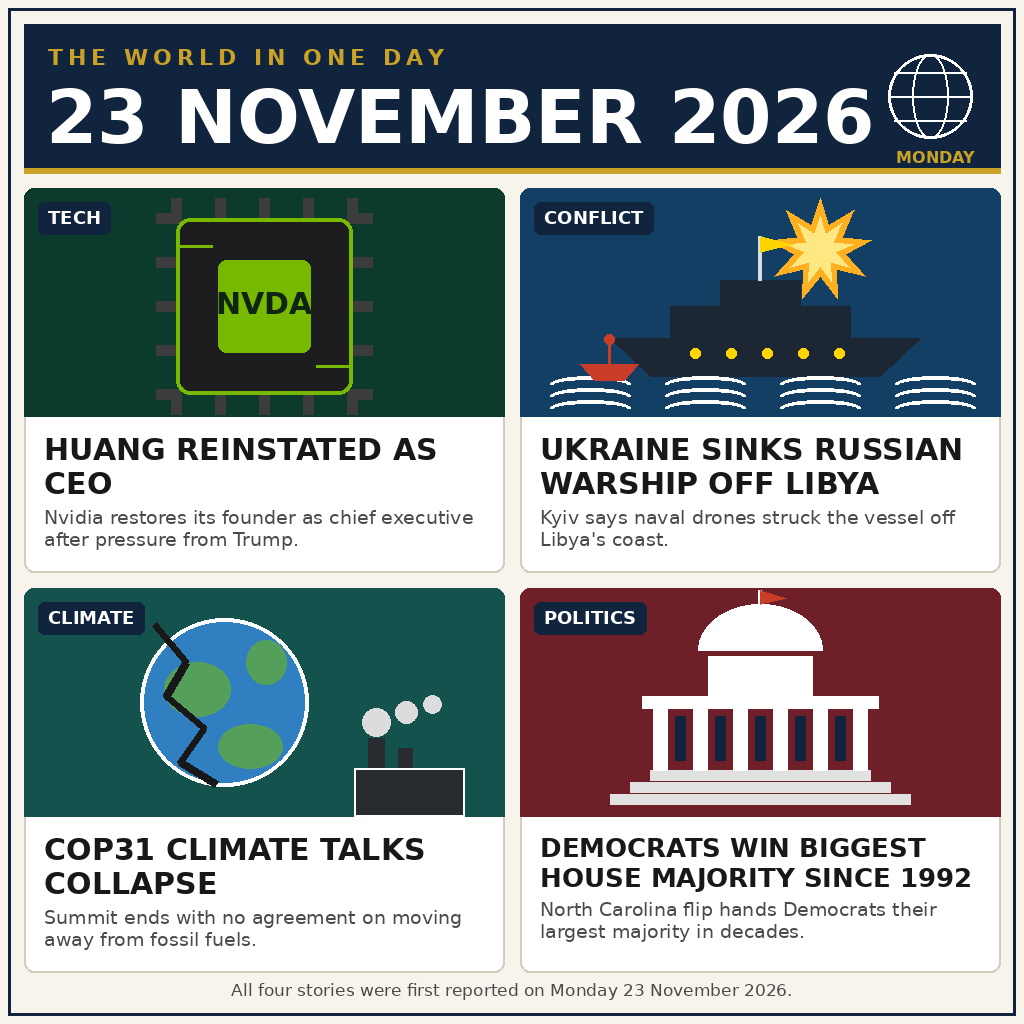 THE WORLD IN ONE DAY
23 NOVEMBER 2026
MONDAY
TECH
NVDA
HUANG REINSTATED AS
CEO
Nvidia restores its founder as chief executive
after pressure from Trump.
CONFLICT
UKRAINE SINKS RUSSIAN
WARSHIP OFF LIBYA
Kyiv says naval drones struck the vessel off
Libya's coast.
CLIMATE
COP31 CLIMATE TALKS
COLLAPSE
Summit ends with no agreement on moving
away from fossil fuels.
POLITICS
DEMOCRATS WIN BIGGEST
HOUSE MAJORITY SINCE 1992
North Carolina flip hands Democrats their
largest majority in decades.
All four stories were first reported on Monday 23 November 2026.